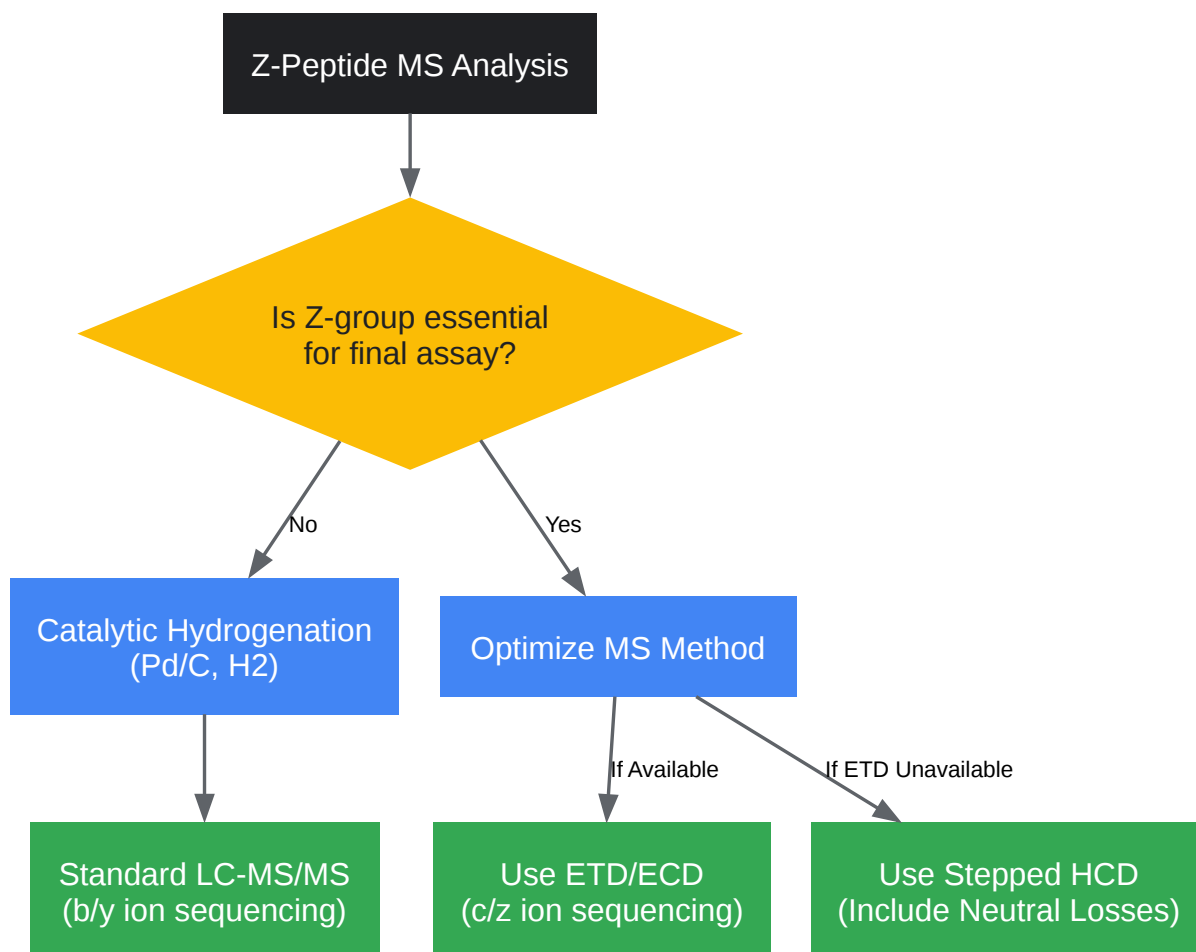 Z-Peptide MS Analysis
Is Z-group essential
for final assay?
No
Yes
Catalytic Hydrogenation
(Pd/C, H2)
Optimize MS Method
If Available
If ETD Unavailable
Standard LC-MS/MS
(b/y ion sequencing)
Use ETD/ECD
(c/z ion sequencing)
Use Stepped HCD
(Include Neutral Losses)